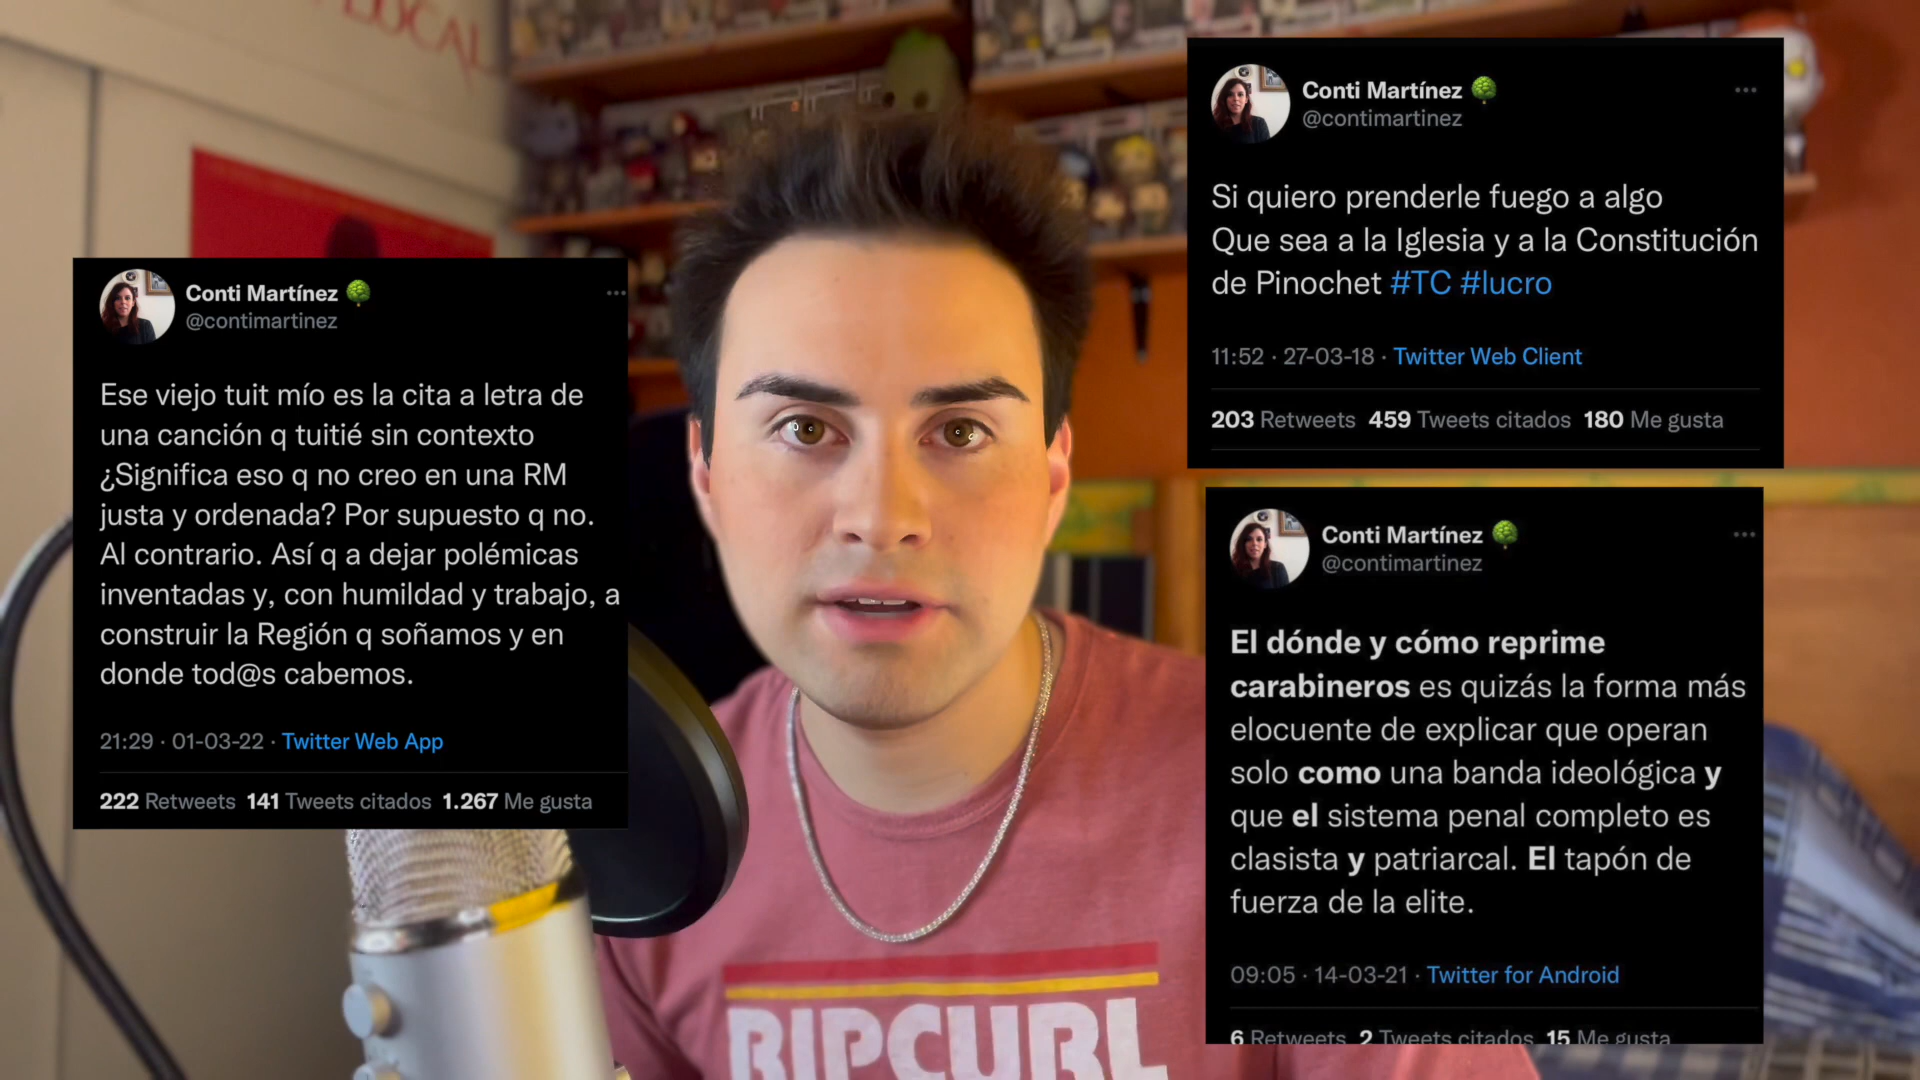 LOCAL
Conti Martínez 🌳
@contimartinez
Ese viejo tuit mío es la cita a letra de
una canción q tuitié sin contexto
¿Significa eso q no creo en una RM
justa y ordenada? Por supuesto q no.
Al contrario. Así q a dejar polémicas
inventadas y, con humildad y trabajo, a
construir la Región q soñamos y en
donde tod@s cabemos.
21:29 · 01-03-22 · Twitter Web App
222 Retweets 141 Tweets citados 1.267 Me gusta
Conti Martínez 🌳
@contimartinez
Si quiero prenderle fuego a algo
Que sea a la Iglesia y a la Constitución
de Pinochet #TC #lucro
11:52 · 27-03-18 · Twitter Web Client
203 Retweets 459 Tweets citados 180 Me gusta
Conti Martínez 🌳
@contimartinez
El dónde y cómo reprime
carabineros es quizás la forma más
elocuente de explicar que operan
solo como una banda ideológica y
que el sistema penal completo es
clasista y patriarcal. El tapón de
fuerza de la elite.
09:05 · 14-03-21 · Twitter for Android
6 Retweets 2 Tweets citados 15 Me gusta
RIPCURL